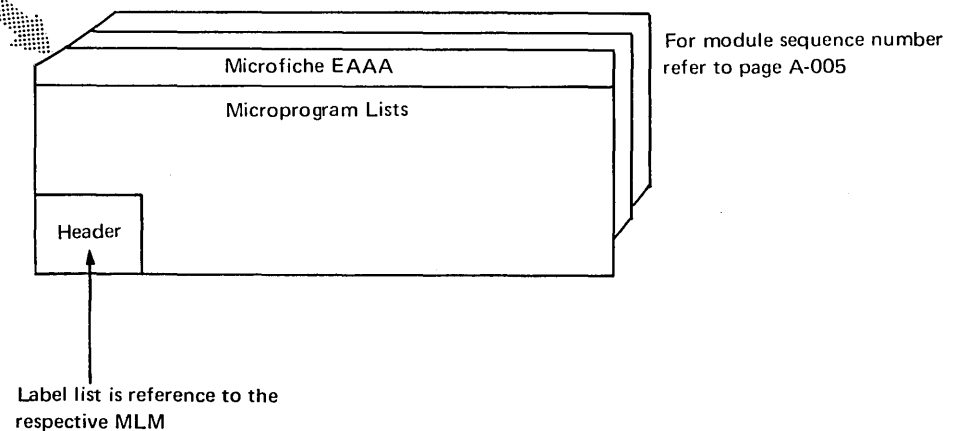 For module sequence number
refer to page A-005
Microfiche EAAA
Microprogram Lists
Header
Label list is reference to the
respective MLM